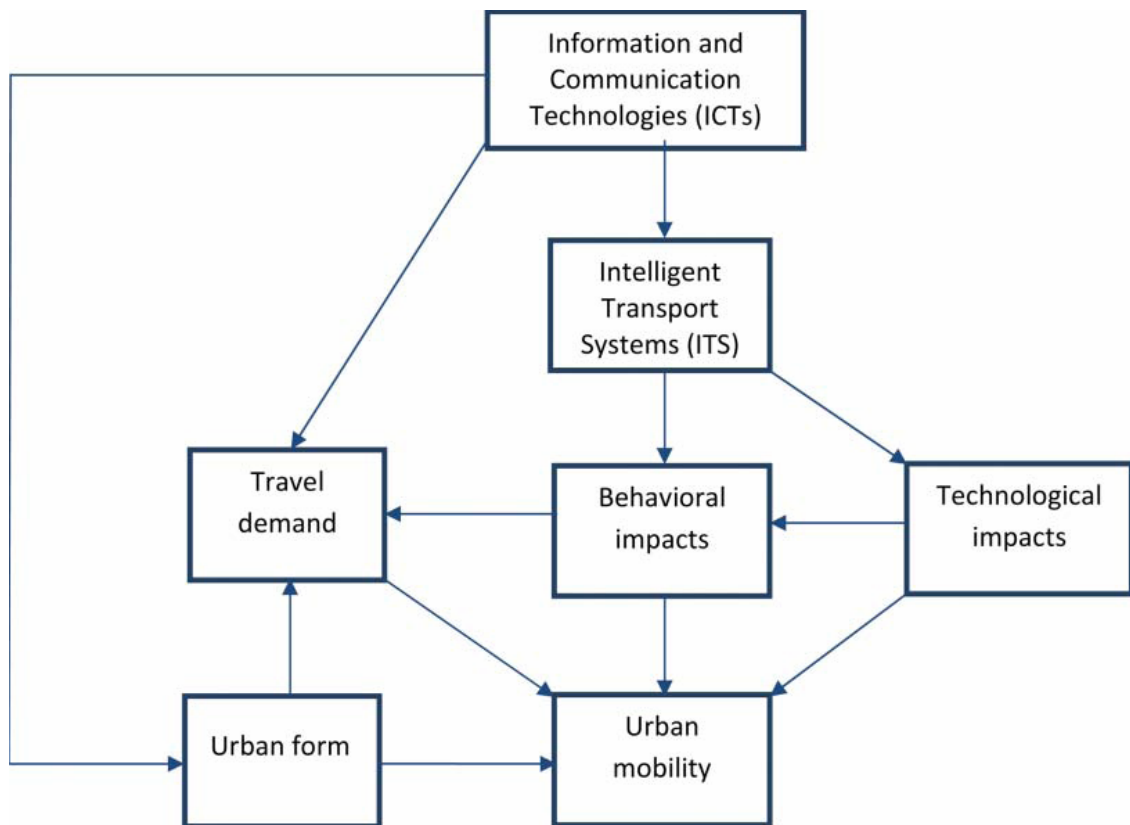 Information and
Communication
Technologies (ICTs)
Intelligent
Transport
Systems (ITS)
Travel
demand
Behavioral
impacts
Technological
impacts
Urban form
Urban
mobility